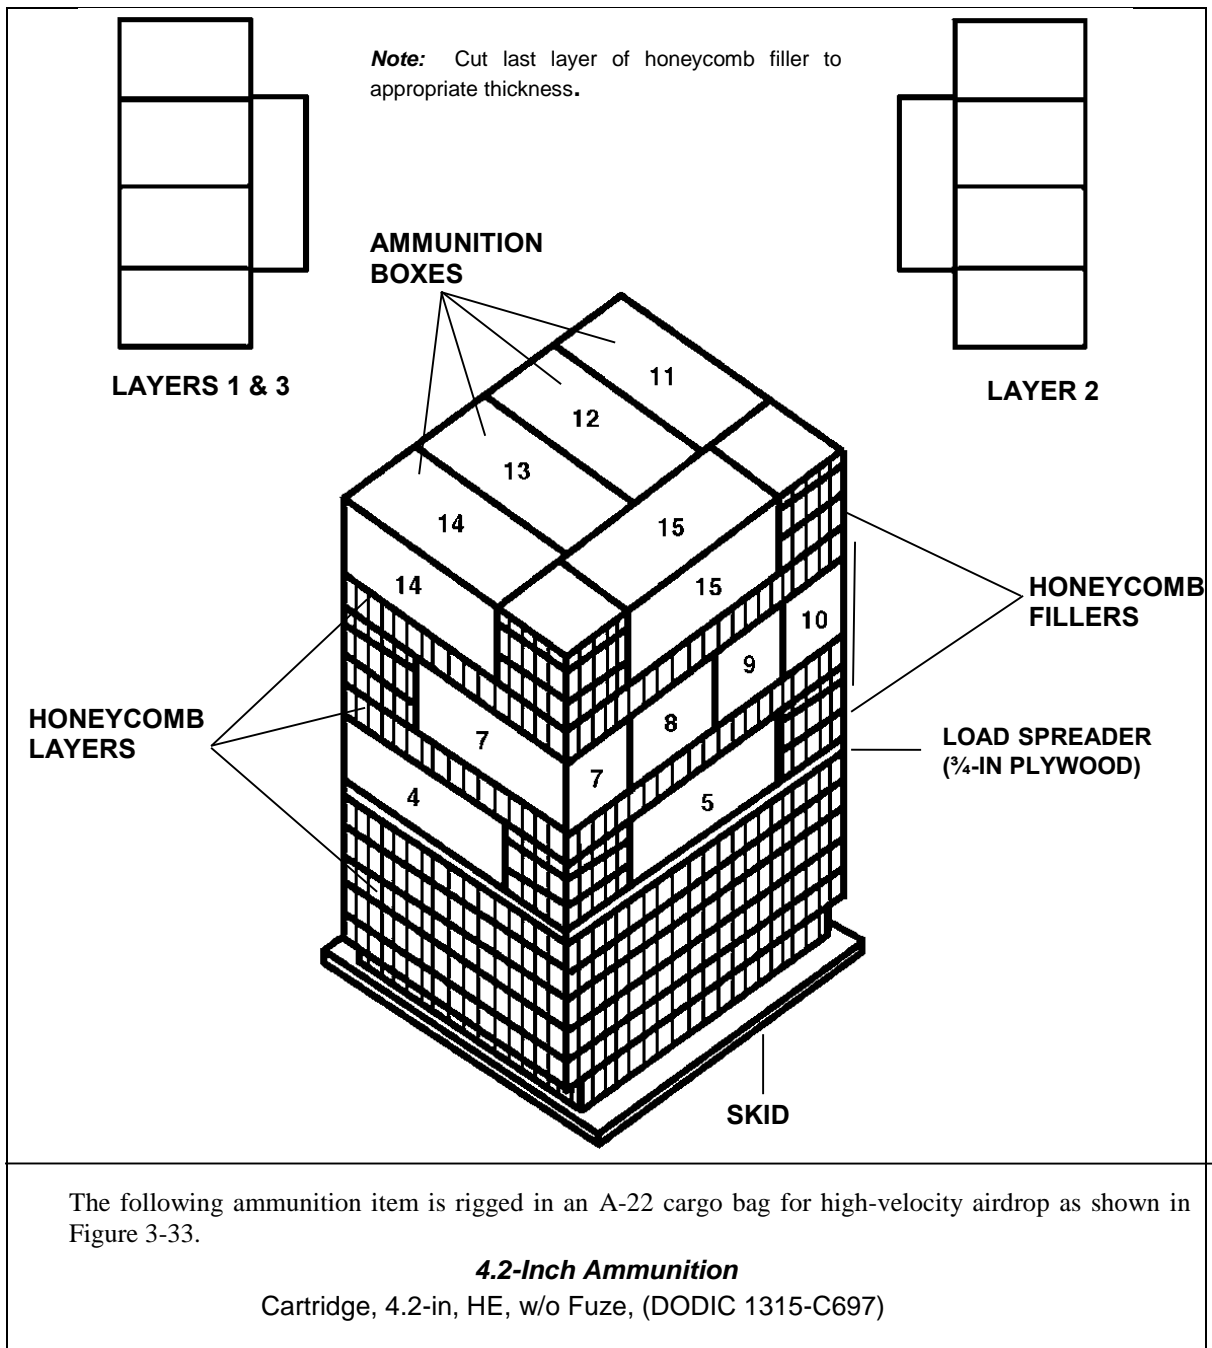 Note: Cut last layer of honeycomb filler to
appropriate thickness.
LAYERS 1 & 3
LAYER 2
AMMUNITION
BOXES
11
12
13
14
15
14
15
10
9
8
7
7
4
5
HONEYCOMB
LAYERS
HONEYCOMB
FILLERS
LOAD SPREADER
(¾-IN PLYWOOD)
SKID
The following ammunition item is rigged in an A-22 cargo bag for high-velocity airdrop as shown in
Figure 3-33.
4.2-Inch Ammunition
Cartridge, 4.2-in, HE, w/o Fuze, (DODIC 1315-C697)